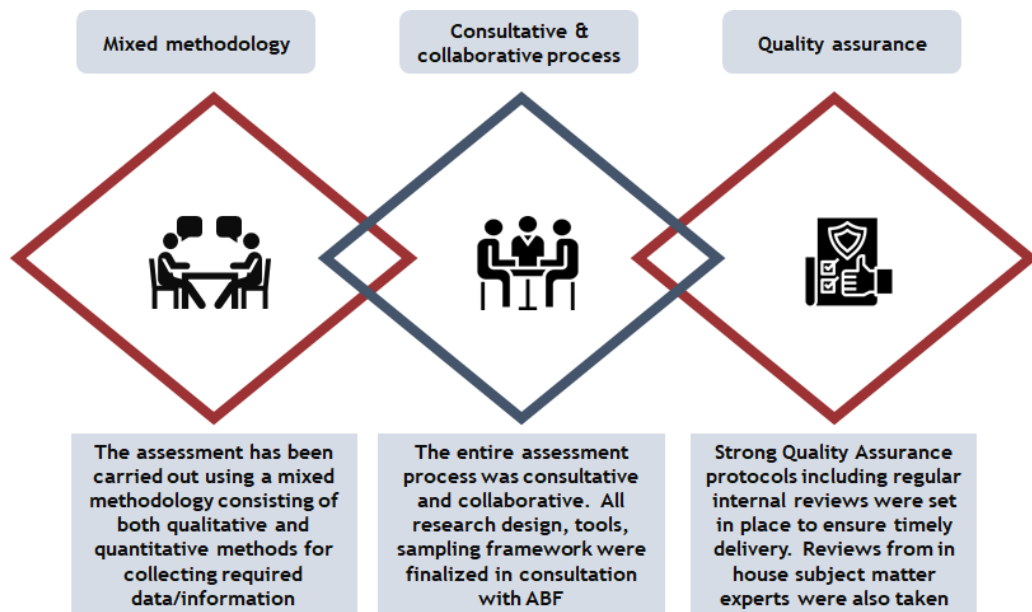 Mixed methodology
Consultative &
collaborative process
Quality assurance
The assessment has been
carried out using a mixed
methodology consisting of
both qualitative and
quantitative methods for
collecting required
data/information
The entire assessment
process was consultative
and collaborative. All
research design, tools,
sampling framework were
finalized in consultation
with ABF
Strong Quality Assurance
protocols including regular
internal reviews were set
in place to ensure timely
delivery. Reviews from in
house subject matter
experts were also taken